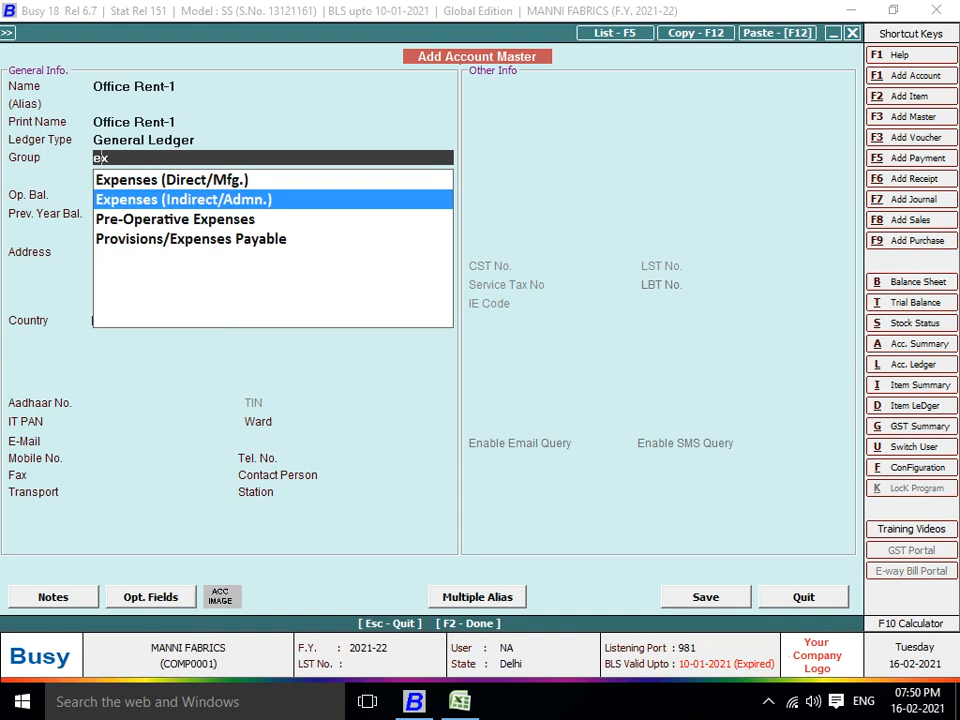 Busy 18 Rel 6.7 | Stat Rel 151 | Model : SS (S.No. 13121161) | BLS upto 10-01-2021 | Global Edition | MANNI FABRICS (F.Y. 2021-22)
>> List - F5 Copy - F12 Paste - [F12]
Add Account Master
General Info.
Name Office Rent-1
(Alias)
Print Name Office Rent-1
Ledger Type General Ledger
Group ex
Expenses (Direct/Mfg.)
Expenses (Indirect/Admn.)
Pre-Operative Expenses
Provisions/Expenses Payable
Op. Bal.
Prev. Year Bal.
Address
Country
Aadhaar No. TIN
IT PAN Ward
E-Mail
Mobile No. Tel. No.
Fax Contact Person
Transport Station
Other Info
CST No. LST No.
Service Tax No LBT No.
IE Code
Enable Email Query Enable SMS Query
Notes Opt. Fields ACC IMAGE Multiple Alias Save Quit
[ Esc - Quit ] [ F2 - Done ]
Shortcut Keys
F1 Help
F1 Add Account
F2 Add Item
F3 Add Master
F3 Add Voucher
F5 Add Payment
F6 Add Receipt
F7 Add Journal
F8 Add Sales
F9 Add Purchase
B Balance Sheet
T Trial Balance
S Stock Status
A Acc. Summary
L Acc. Ledger
I Item Summary
D Item LeDger
G GST Summary
U Switch User
F ConFiguration
K LocK Program
Training Videos
GST Portal
E-way Bill Portal
F10 Calculator
Busy
MANNI FABRICS
(COMP0001)
F.Y. : 2021-22
LST No. :
User : NA
State : Delhi
Listening Port : 981
BLS Valid Upto : 10-01-2021 (Expired)
Your
Company
Logo
Tuesday
16-02-2021
Search the web and Windows
B
ENG
07:50 PM
16-02-2021